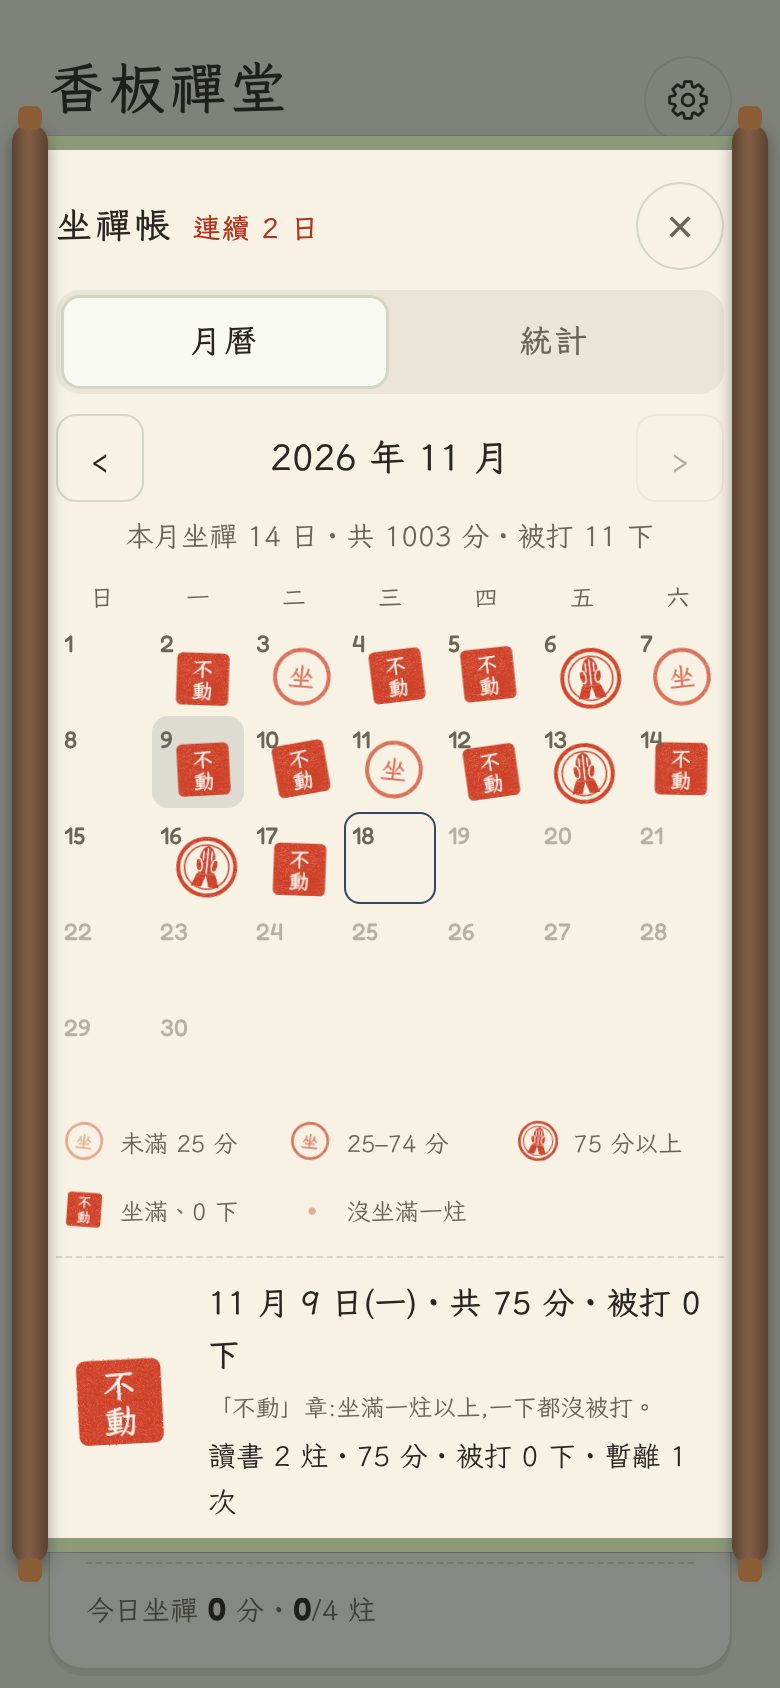 香板禪堂
坐禪帳 連續 2 日
×
月曆 統計
< 2026 年 11 月 >
本月坐禪 14 日・共 1003 分・被打 11 下
日 一 二 三 四 五 六
1 2 不動 3 坐 4 不動 5 不動 6 7 坐
8 9 不動 10 不動 11 坐 12 不動 13 14 不動
15 16 17 不動 18 19 20 21
22 23 24 25 26 27 28
29 30
坐 未滿 25 分 坐 25–74 分 75 分以上
不動 坐滿、0 下 沒坐滿一炷
11 月 9 日(一)・共 75 分・被打 0
下
不動
「不動」章:坐滿一炷以上,一下都沒被打。
讀書 2 炷・75 分・被打 0 下・暫離 1
次
今日坐禪 0 分・0/4 炷